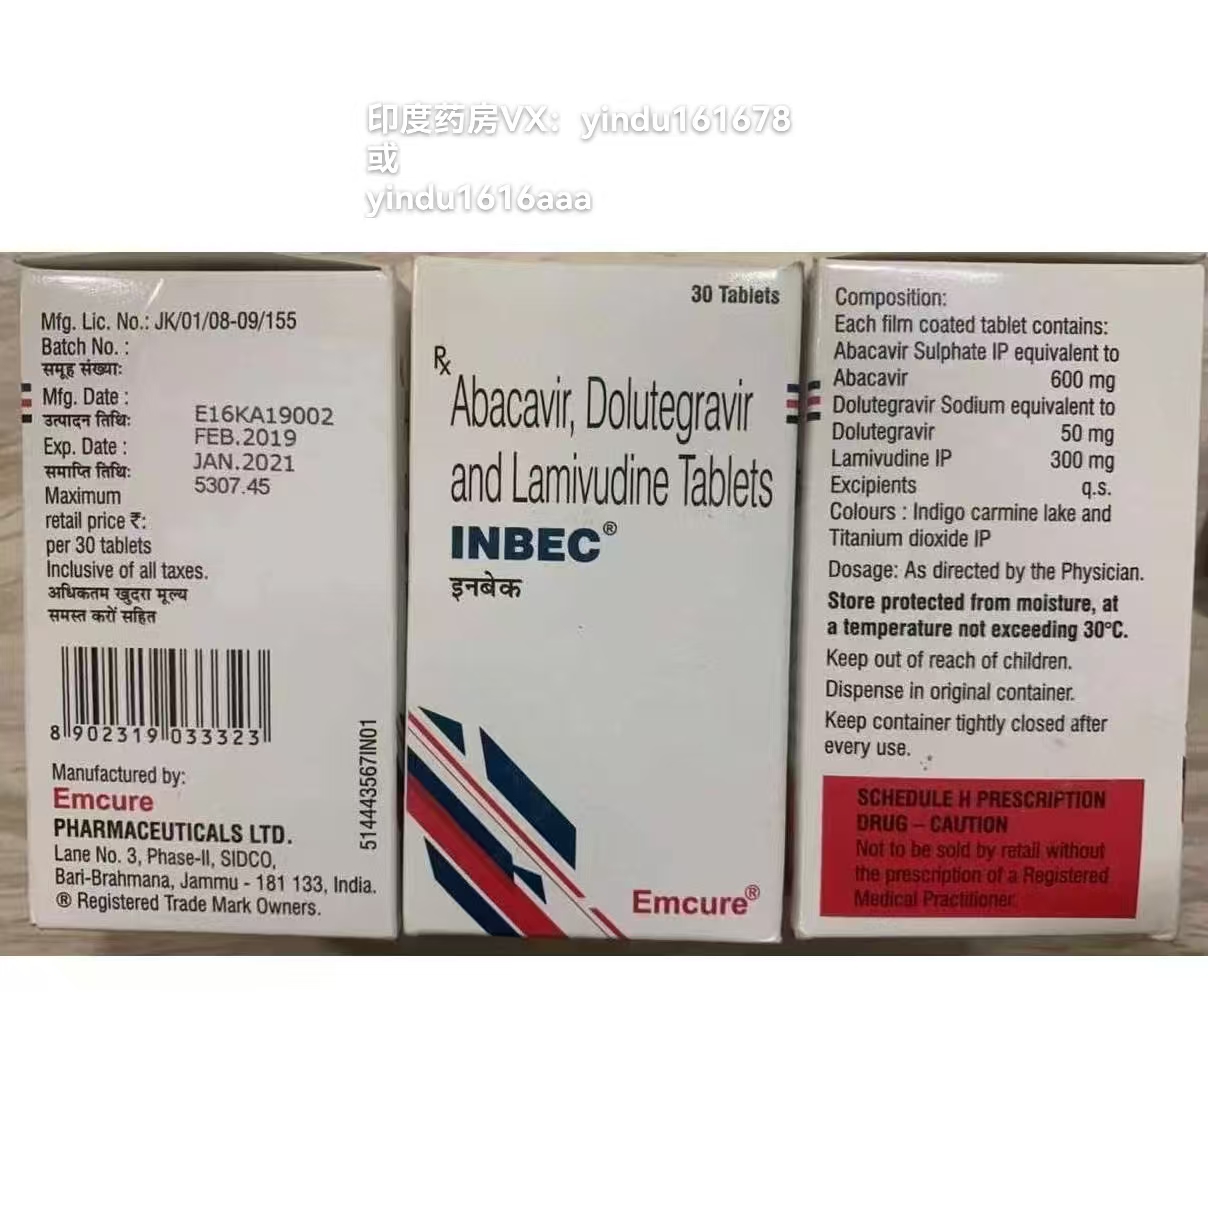 印度药房VX：yindu161678
或
yindu1616aaa
Mfg. Lic. No.: JK/01/08-09/155
Batch No. :
समूह संख्याः
Mfg. Date :
उत्पादन तिथिः
Exp. Date :
समाप्ति तिथिः
Maximum
retail price ₹:
per 30 tablets
Inclusive of all taxes.
अधिकतम खुदरा मूल्य
समस्त करों सहित
E16KA19002
FEB.2019
JAN.2021
5307.45
8 902319 033323
514443567IN01
Manufactured by:
Emcure
PHARMACEUTICALS LTD.
Lane No. 3, Phase-II, SIDCO,
Bari-Brahmana, Jammu - 181 133, India.
® Registered Trade Mark Owners.
30 Tablets
Rx
Abacavir, Dolutegravir
and Lamivudine Tablets
INBEC®
इनबेक
Emcure®
Composition:
Each film coated tablet contains:
Abacavir Sulphate IP equivalent to
Abacavir 600 mg
Dolutegravir Sodium equivalent to
Dolutegravir 50 mg
Lamivudine IP 300 mg
Excipients q.s.
Colours : Indigo carmine lake and
Titanium dioxide IP
Dosage: As directed by the Physician.
Store protected from moisture, at
a temperature not exceeding 30°C.
Keep out of reach of children.
Dispense in original container.
Keep container tightly closed after
every use.
SCHEDULE H PRESCRIPTION
DRUG – CAUTION
Not to be sold by retail without
the prescription of a Registered
Medical Practitioner.